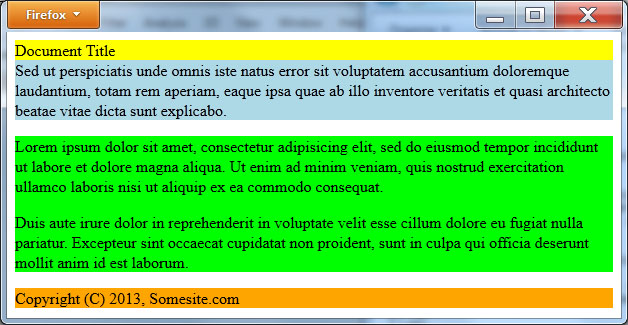 Firefox
Document Title
Sed ut perspiciatis unde omnis iste natus error sit voluptatem accusantium doloremque
laudantium, totam rem aperiam, eaque ipsa quae ab illo inventore veritatis et quasi architecto
beatae vitae dicta sunt explicabo.
Lorem ipsum dolor sit amet, consectetur adipisicing elit, sed do eiusmod tempor incididunt
ut labore et dolore magna aliqua. Ut enim ad minim veniam, quis nostrud exercitation
ullamco laboris nisi ut aliquip ex ea commodo consequat.
Duis aute irure dolor in reprehenderit in voluptate velit esse cillum dolore eu fugiat nulla
pariatur. Excepteur sint occaecat cupidatat non proident, sunt in culpa qui officia deserunt
mollit anim id est laborum.
Copyright (C) 2013, Somesite.com